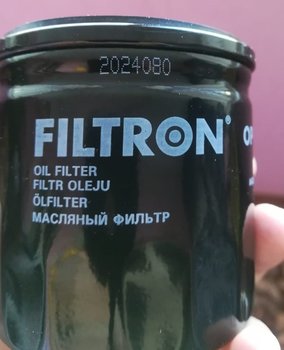 2024080
FILTRON®
OIL FILTER
FILTR OLEJU
ÖLFILTER
МАСЛЯНЫЙ ФИЛЬТР